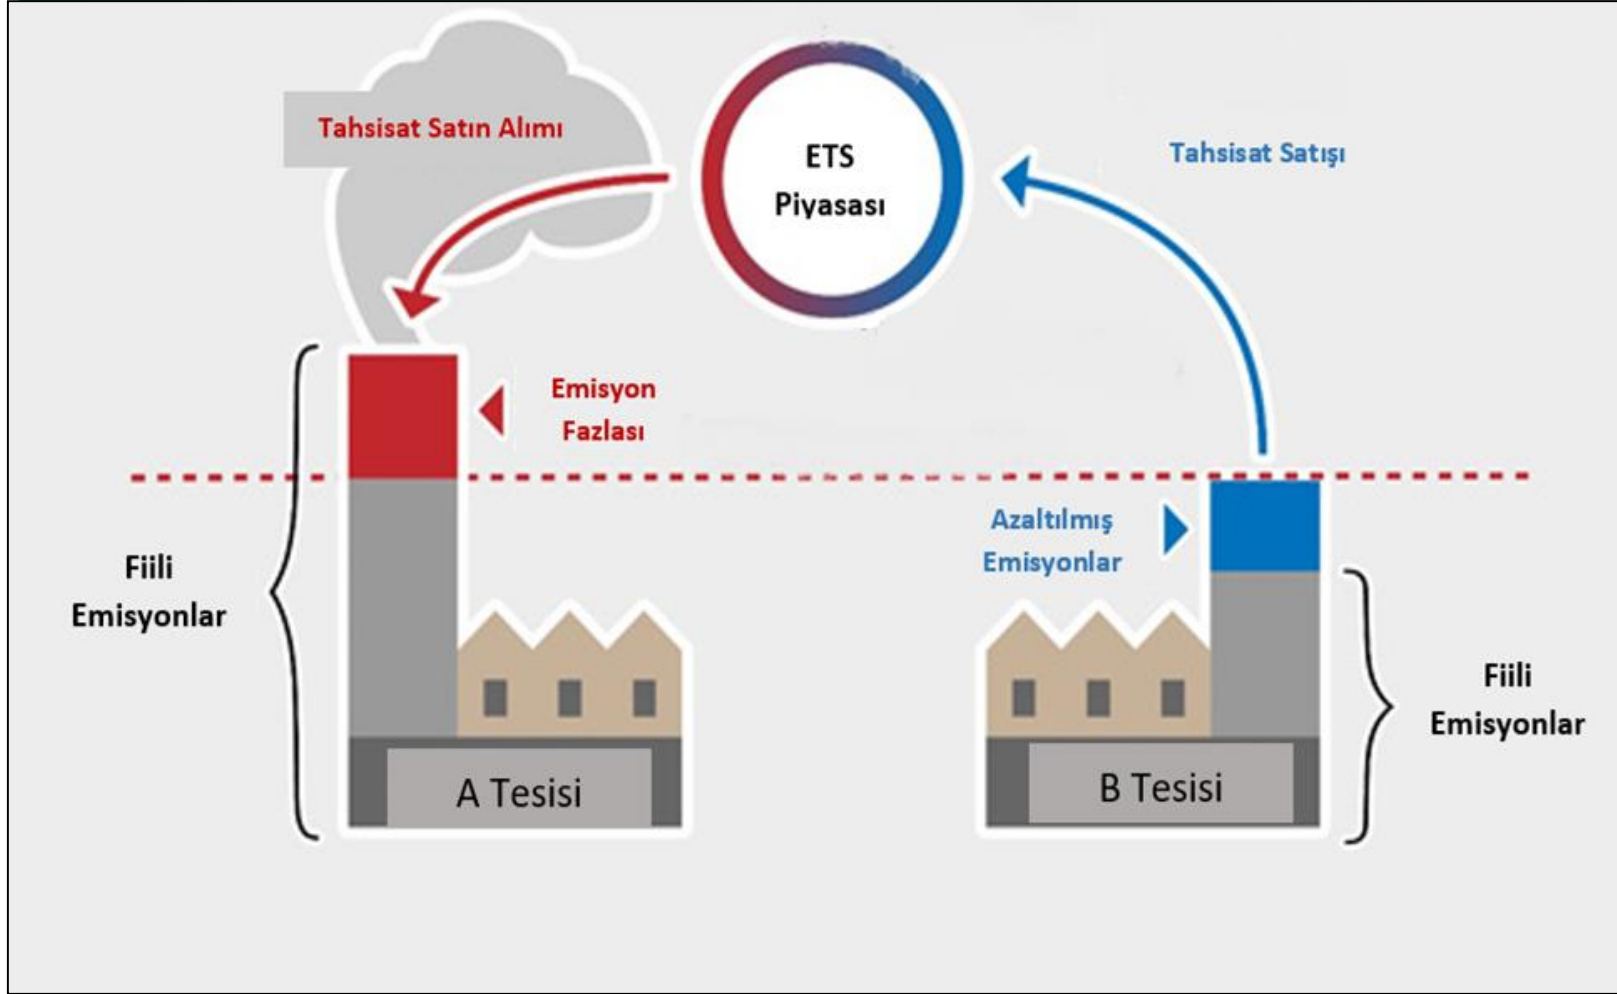 Tahsisat Satın Alımı
ETS
Piyasası
Tahsisat Satışı
Emisyon
Fazlası
Azaltılmış
Emisyonlar
Fiili
Emisyonlar
Fiili
Emisyonlar
A Tesisi
B Tesisi